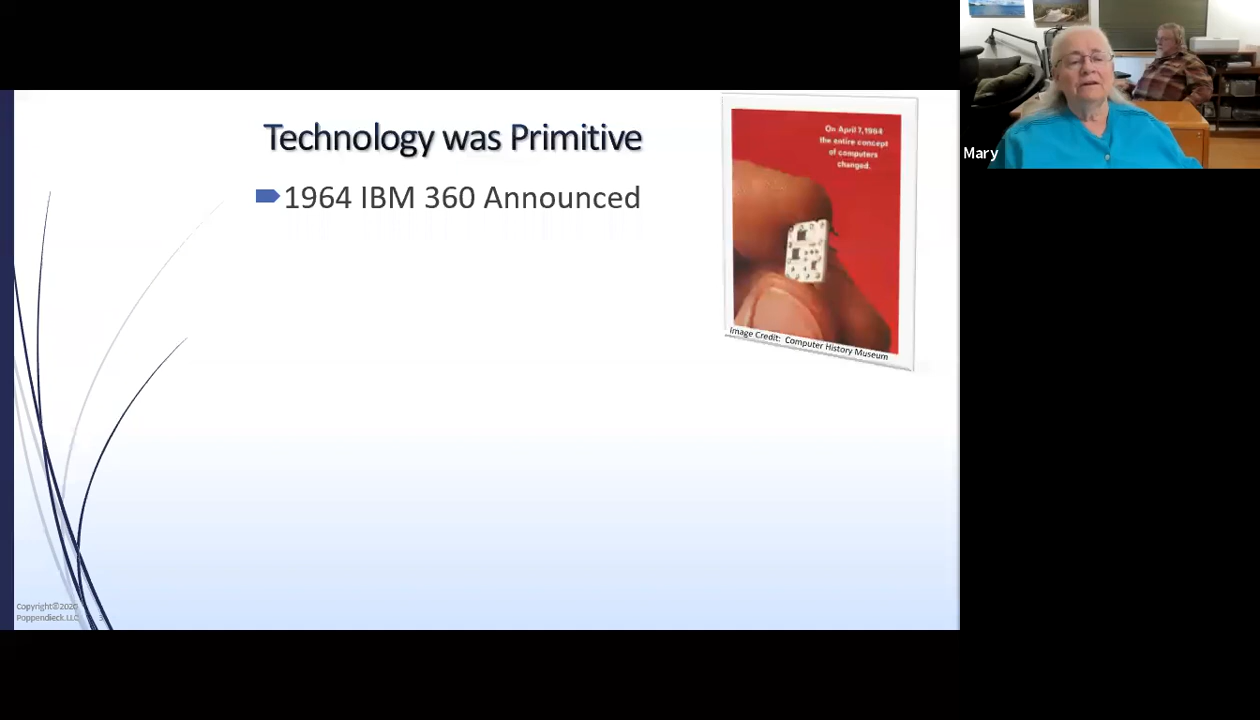 Technology was Primitive
1964 IBM 360 Announced
On April 7, 1964
the entire concept
of computers
changed.
Image Credit: Computer History Museum
Mary
Copyright©2020
Poppendieck.LLC 3